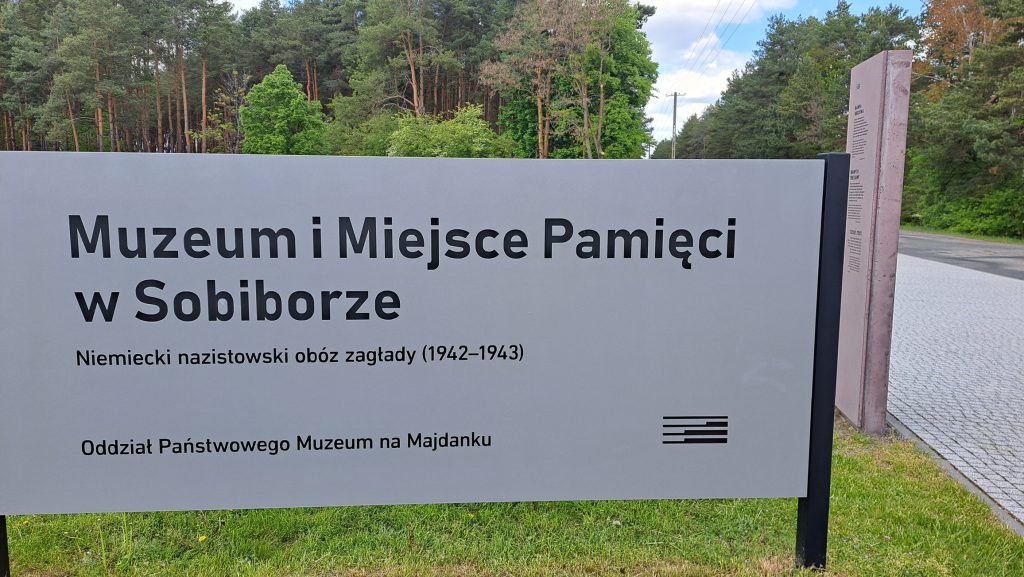 Muzeum i Miejsce Pamięci
w Sobiborze
Niemiecki nazistowski obóz zagłady (1942–1943)
Oddział Państwowego Muzeum na Majdanku